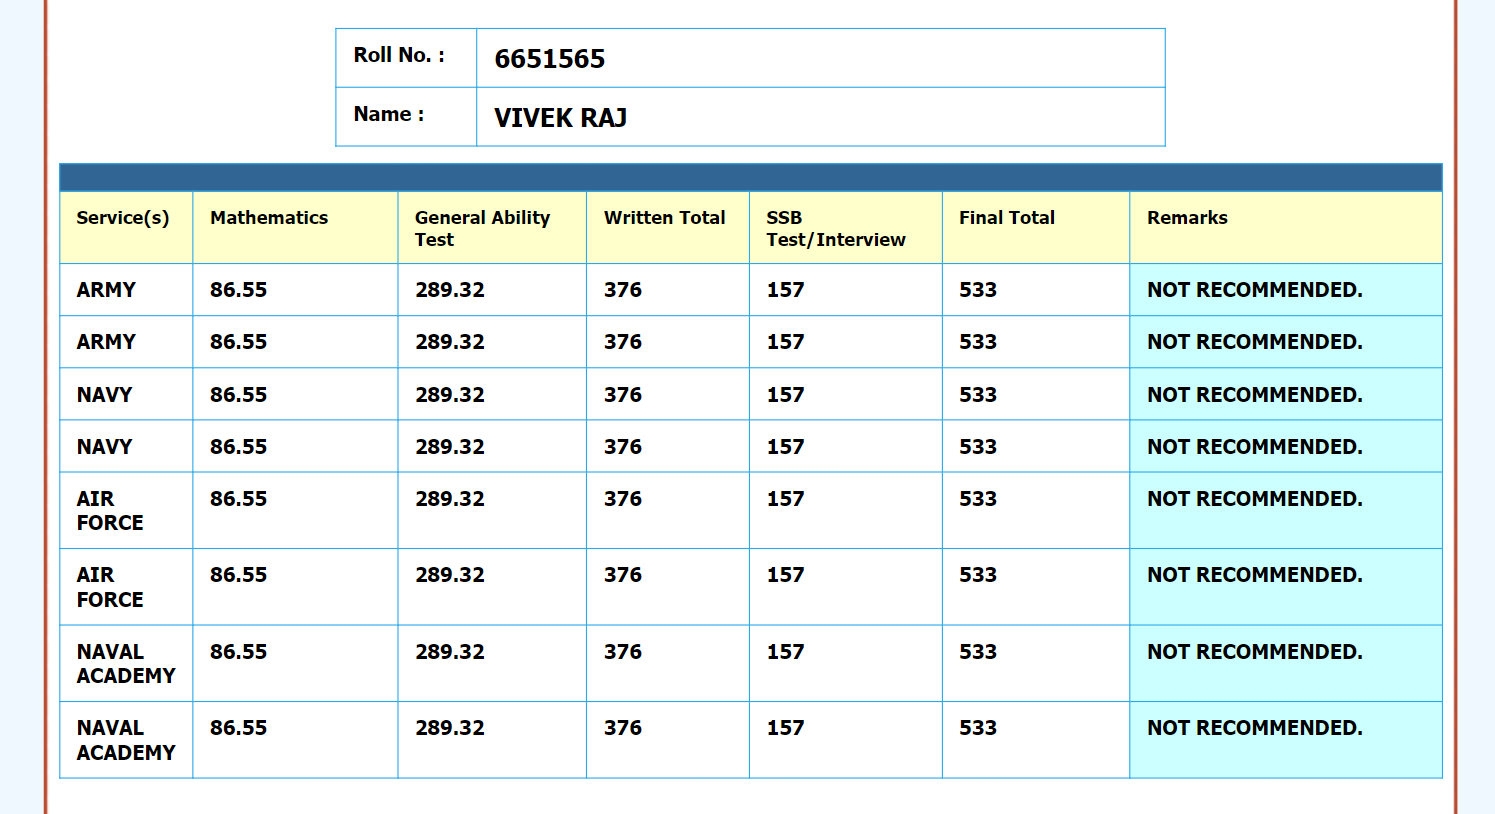 Roll No. : 6651565
Name : VIVEK RAJ
Service(s) Mathematics General Ability Test Written Total SSB Test/Interview Final Total Remarks
ARMY 86.55 289.32 376 157 533 NOT RECOMMENDED.
ARMY 86.55 289.32 376 157 533 NOT RECOMMENDED.
NAVY 86.55 289.32 376 157 533 NOT RECOMMENDED.
NAVY 86.55 289.32 376 157 533 NOT RECOMMENDED.
AIR FORCE 86.55 289.32 376 157 533 NOT RECOMMENDED.
AIR FORCE 86.55 289.32 376 157 533 NOT RECOMMENDED.
NAVAL ACADEMY 86.55 289.32 376 157 533 NOT RECOMMENDED.
NAVAL ACADEMY 86.55 289.32 376 157 533 NOT RECOMMENDED.